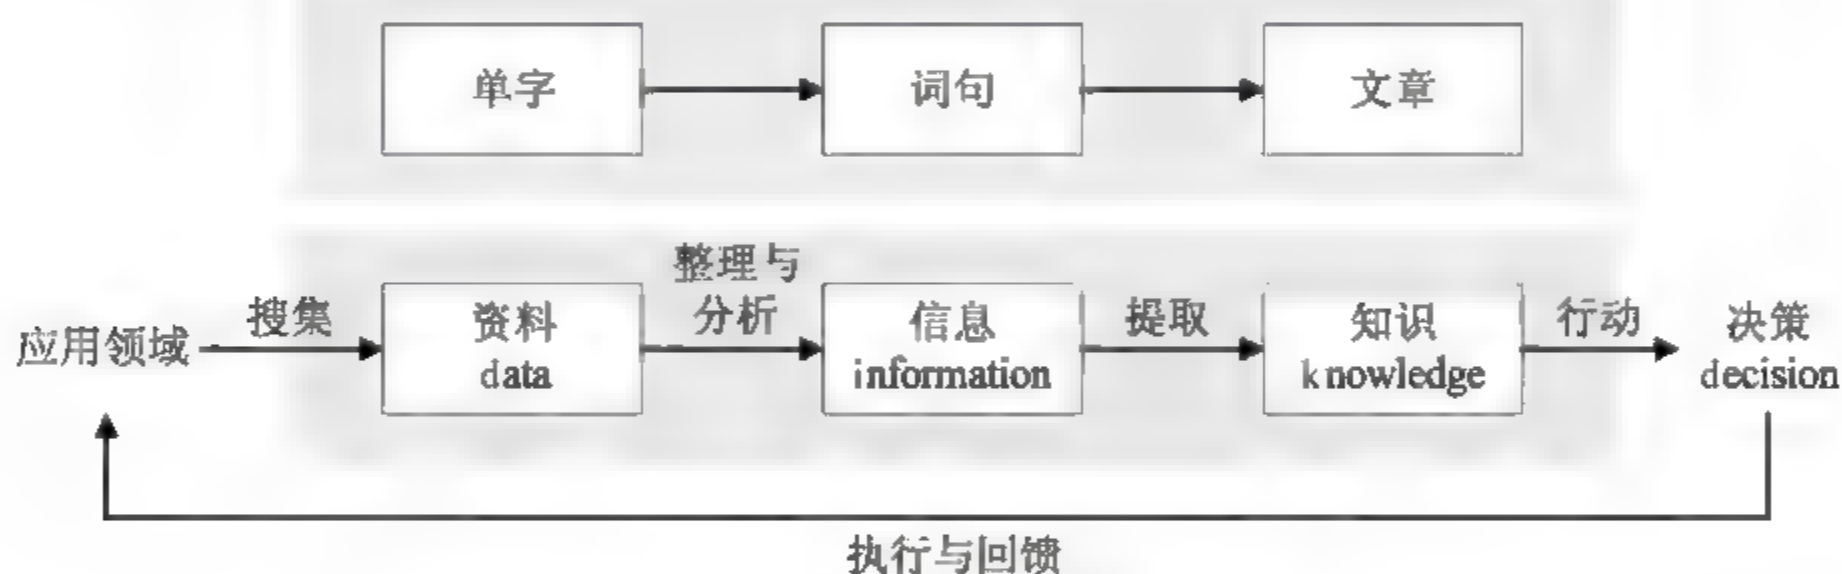 单字
词句
文章
应用领域
搜集
资料
data
整理与
分析
信息
information
提取
知识
knowledge
行动
决策
decision
执行与回馈